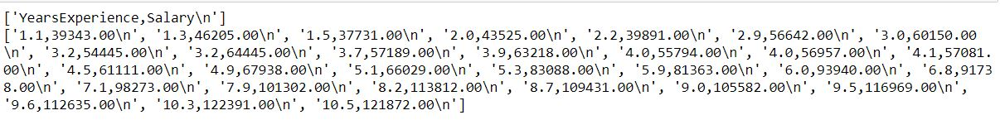 ['YearsExperience,Salary\n']
['1.1,39343.00\n', '1.3,46205.00\n', '1.5,37731.00\n', '2.0,43525.00\n', '2.2,39891.00\n', '2.9,56642.00\n', '3.0,60150.00
\n', '3.2,54445.00\n', '3.2,64445.00\n', '3.7,57189.00\n', '3.9,63218.00\n', '4.0,55794.00\n', '4.0,56957.00\n', '4.1,57081.
00\n', '4.5,61111.00\n', '4.9,67938.00\n', '5.1,66029.00\n', '5.3,83088.00\n', '5.9,81363.00\n', '6.0,93940.00\n', '6.8,9173
8.00\n', '7.1,98273.00\n', '7.9,101302.00\n', '8.2,113812.00\n', '8.7,109431.00\n', '9.0,105582.00\n', '9.5,116969.00\n',
'9.6,112635.00\n', '10.3,122391.00\n', '10.5,121872.00\n']